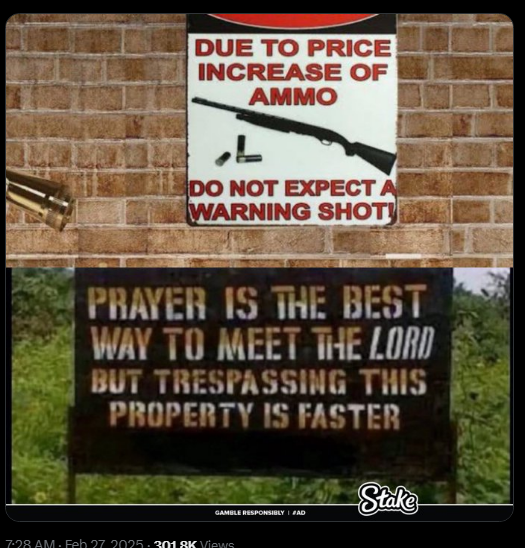 DUE TO PRICE
INCREASE OF
AMMO
DO NOT EXPECT A
WARNING SHOT!
PRAYER IS THE BEST
WAY TO MEET THE LORD
BUT TRESPASSING THIS
PROPERTY IS FASTER
Stake
GAMBLE RESPONSIBLY | #AD
7:28 AM · Feb 27, 2025 · 301.8K Views